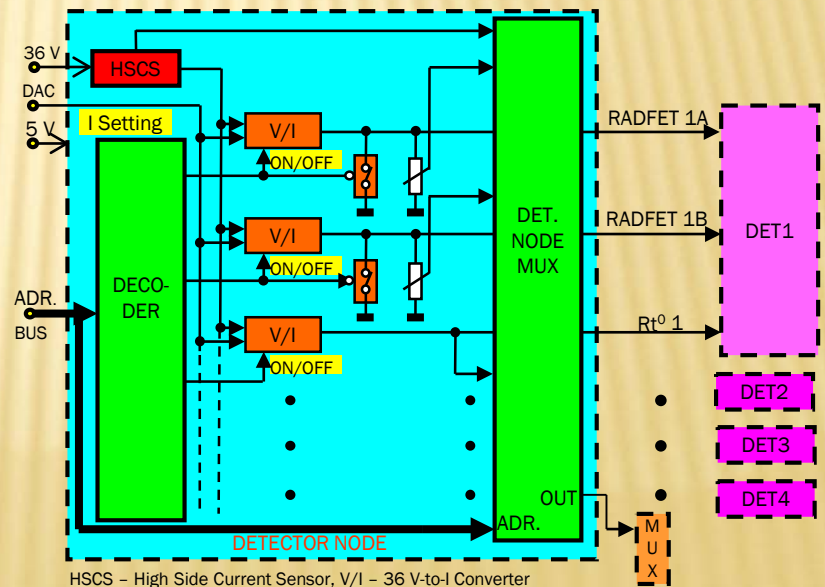 36 V
HSCS
DAC
I Setting
5 V
V/I
ON/OFF
RADFET 1A
DET1
V/I
ON/OFF
RADFET 1B
DET.
NODE
MUX
DECO-
DER
ADR.
BUS
V/I
ON/OFF
Rt⁰ 1
DET2
DET3
DET4
OUT
ADR.
M
U
X
DETECTOR NODE
HSCS – High Side Current Sensor, V/I – 36 V-to-I Converter